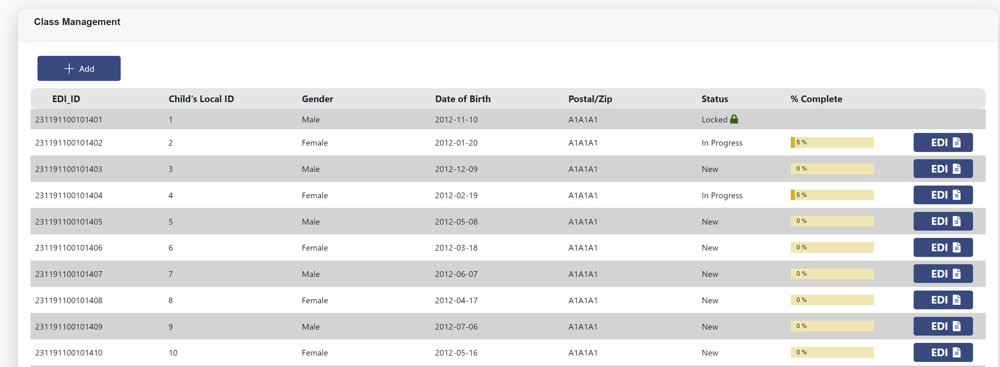 Class Management
Add
EDI_ID Child's Local ID Gender Date of Birth Postal/Zip Status % Complete
231191100101401 1 Male 2012-11-10 A1A1A1 Locked
231191100101402 2 Female 2012-01-20 A1A1A1 In Progress 5 % EDI
231191100101403 3 Male 2012-12-09 A1A1A1 New 0 % EDI
231191100101404 4 Female 2012-02-19 A1A1A1 In Progress 5 % EDI
231191100101405 5 Male 2012-05-08 A1A1A1 New 0 % EDI
231191100101406 6 Female 2012-03-18 A1A1A1 New 0 % EDI
231191100101407 7 Male 2012-06-07 A1A1A1 New 0 % EDI
231191100101408 8 Female 2012-04-17 A1A1A1 New 0 % EDI
231191100101409 9 Male 2012-07-06 A1A1A1 New 0 % EDI
231191100101410 10 Female 2012-05-16 A1A1A1 New 0 % EDI